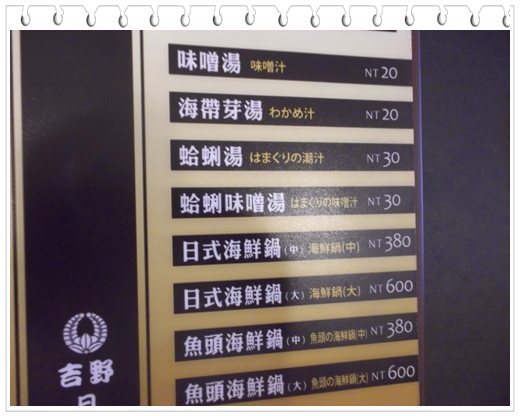 味噌湯 味噌汁 NT 20
海帶芽湯 わかめ汁 NT 20
蛤蜊湯 はまぐりの潮汁 NT 30
蛤蜊味噌湯 はまぐりの味噌汁 NT 30
日式海鮮鍋(中) 海鮮鍋(中) NT 380
日式海鮮鍋(大) 海鮮鍋(大) NT 600
魚頭海鮮鍋(中) 魚頭の海鮮鍋(中) NT 380
魚頭海鮮鍋(大) 魚頭の海鮮鍋(大) NT 600
吉野